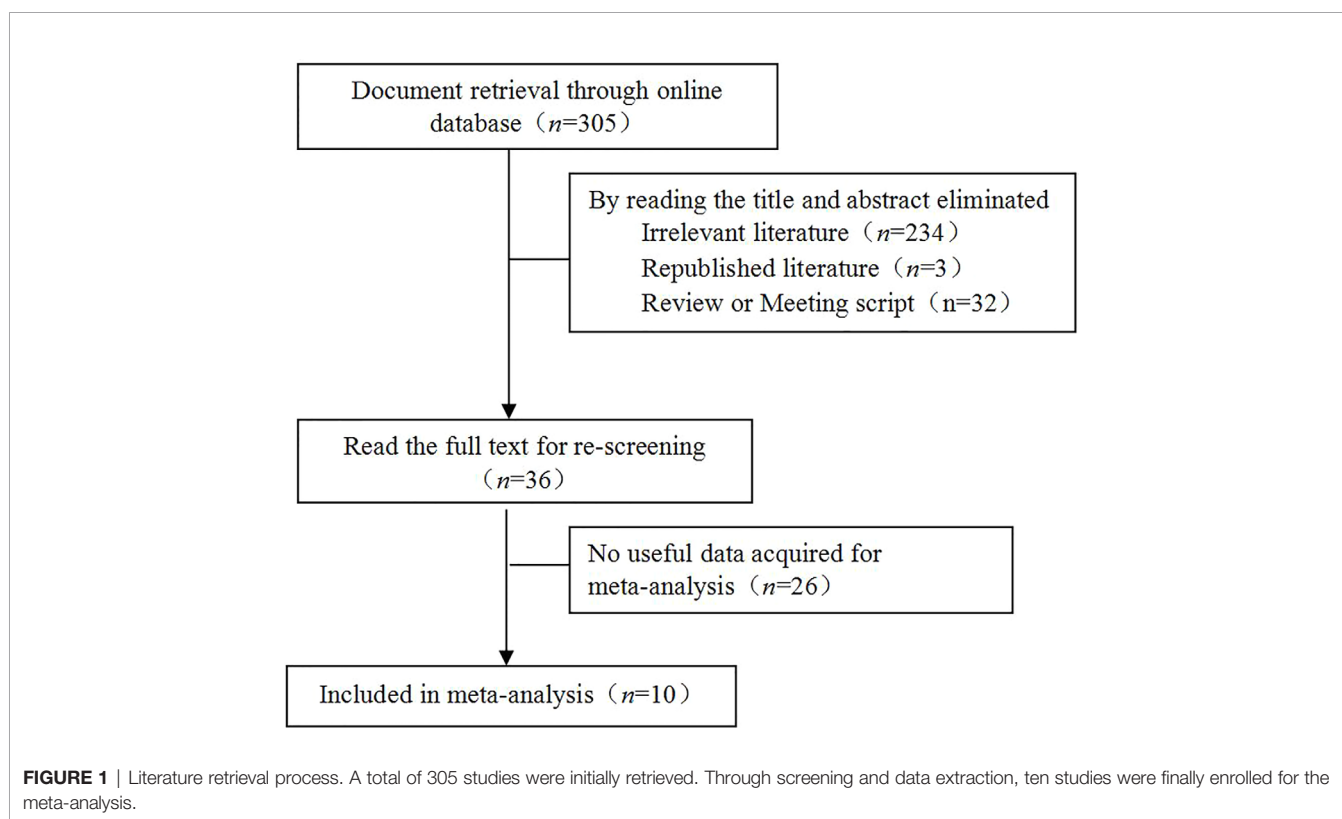 Document retrieval through online
database（n=305）
By reading the title and abstract eliminated
Irrelevant literature（n=234）
Republished literature（n=3）
Review or Meeting script（n=32）
Read the full text for re-screening
（n=36）
No useful data acquired for
meta-analysis（n=26）
Included in meta-analysis（n=10）
FIGURE 1 | Literature retrieval process. A total of 305 studies were initially retrieved. Through screening and data extraction, ten studies were finally enrolled for the
meta-analysis.